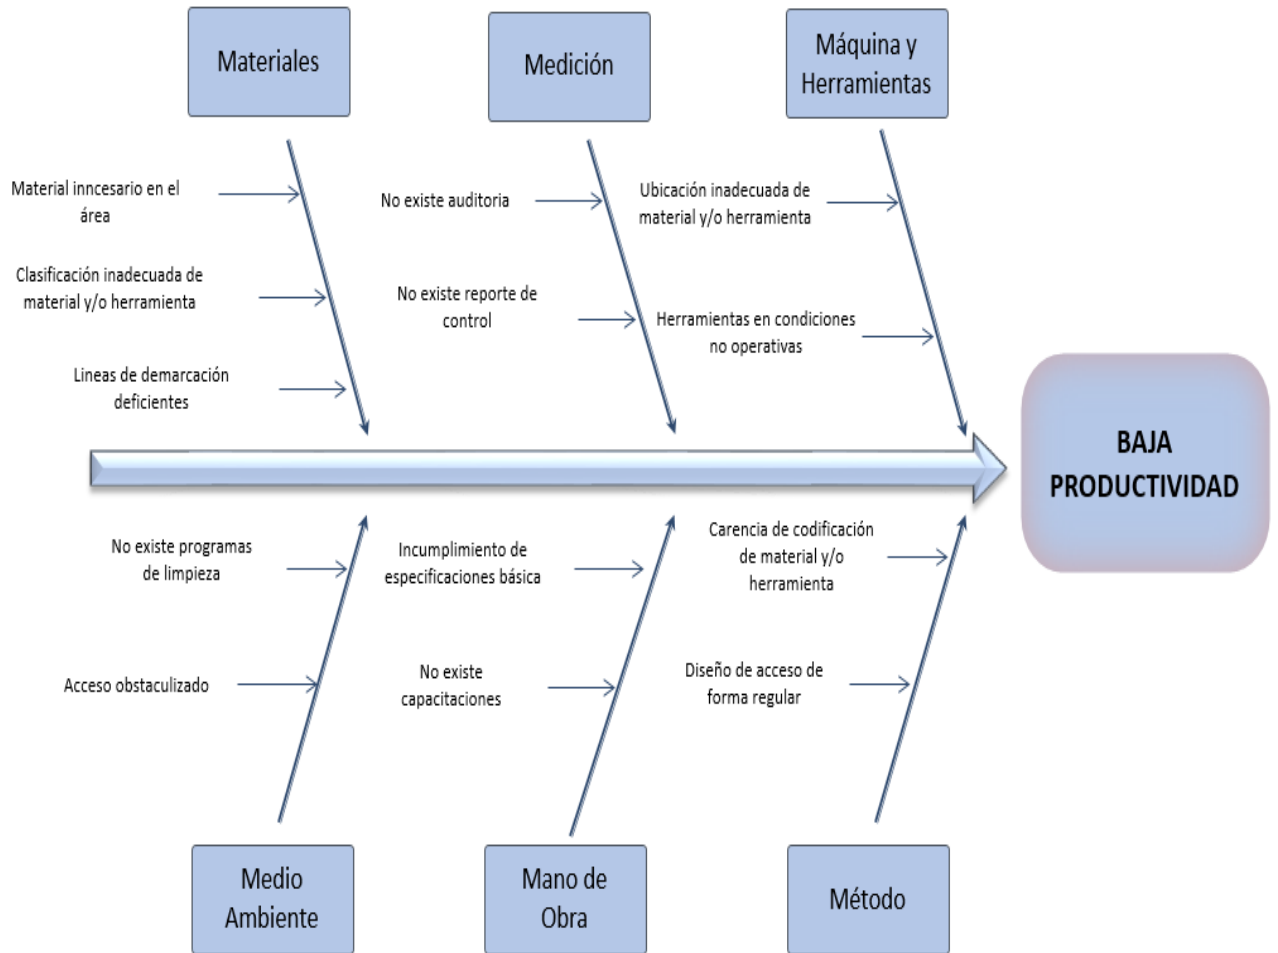 Materiales
Medición
Máquina y
Herramientas
Material inncesario en el
área
No existe auditoria
Ubicación inadecuada de
material y/o herramienta
Clasificación inadecuada de
material y/o herramienta
No existe reporte de
control
Herramientas en condiciones
no operativas
Lineas de demarcación
deficientes
BAJA
PRODUCTIVIDAD
No existe programas
de limpieza
Incumplimiento de
especificaciones básica
Carencia de codificación
de material y/o
herramienta
Acceso obstaculizado
No existe
capacitaciones
Diseño de acceso de
forma regular
Medio
Ambiente
Mano de
Obra
Método